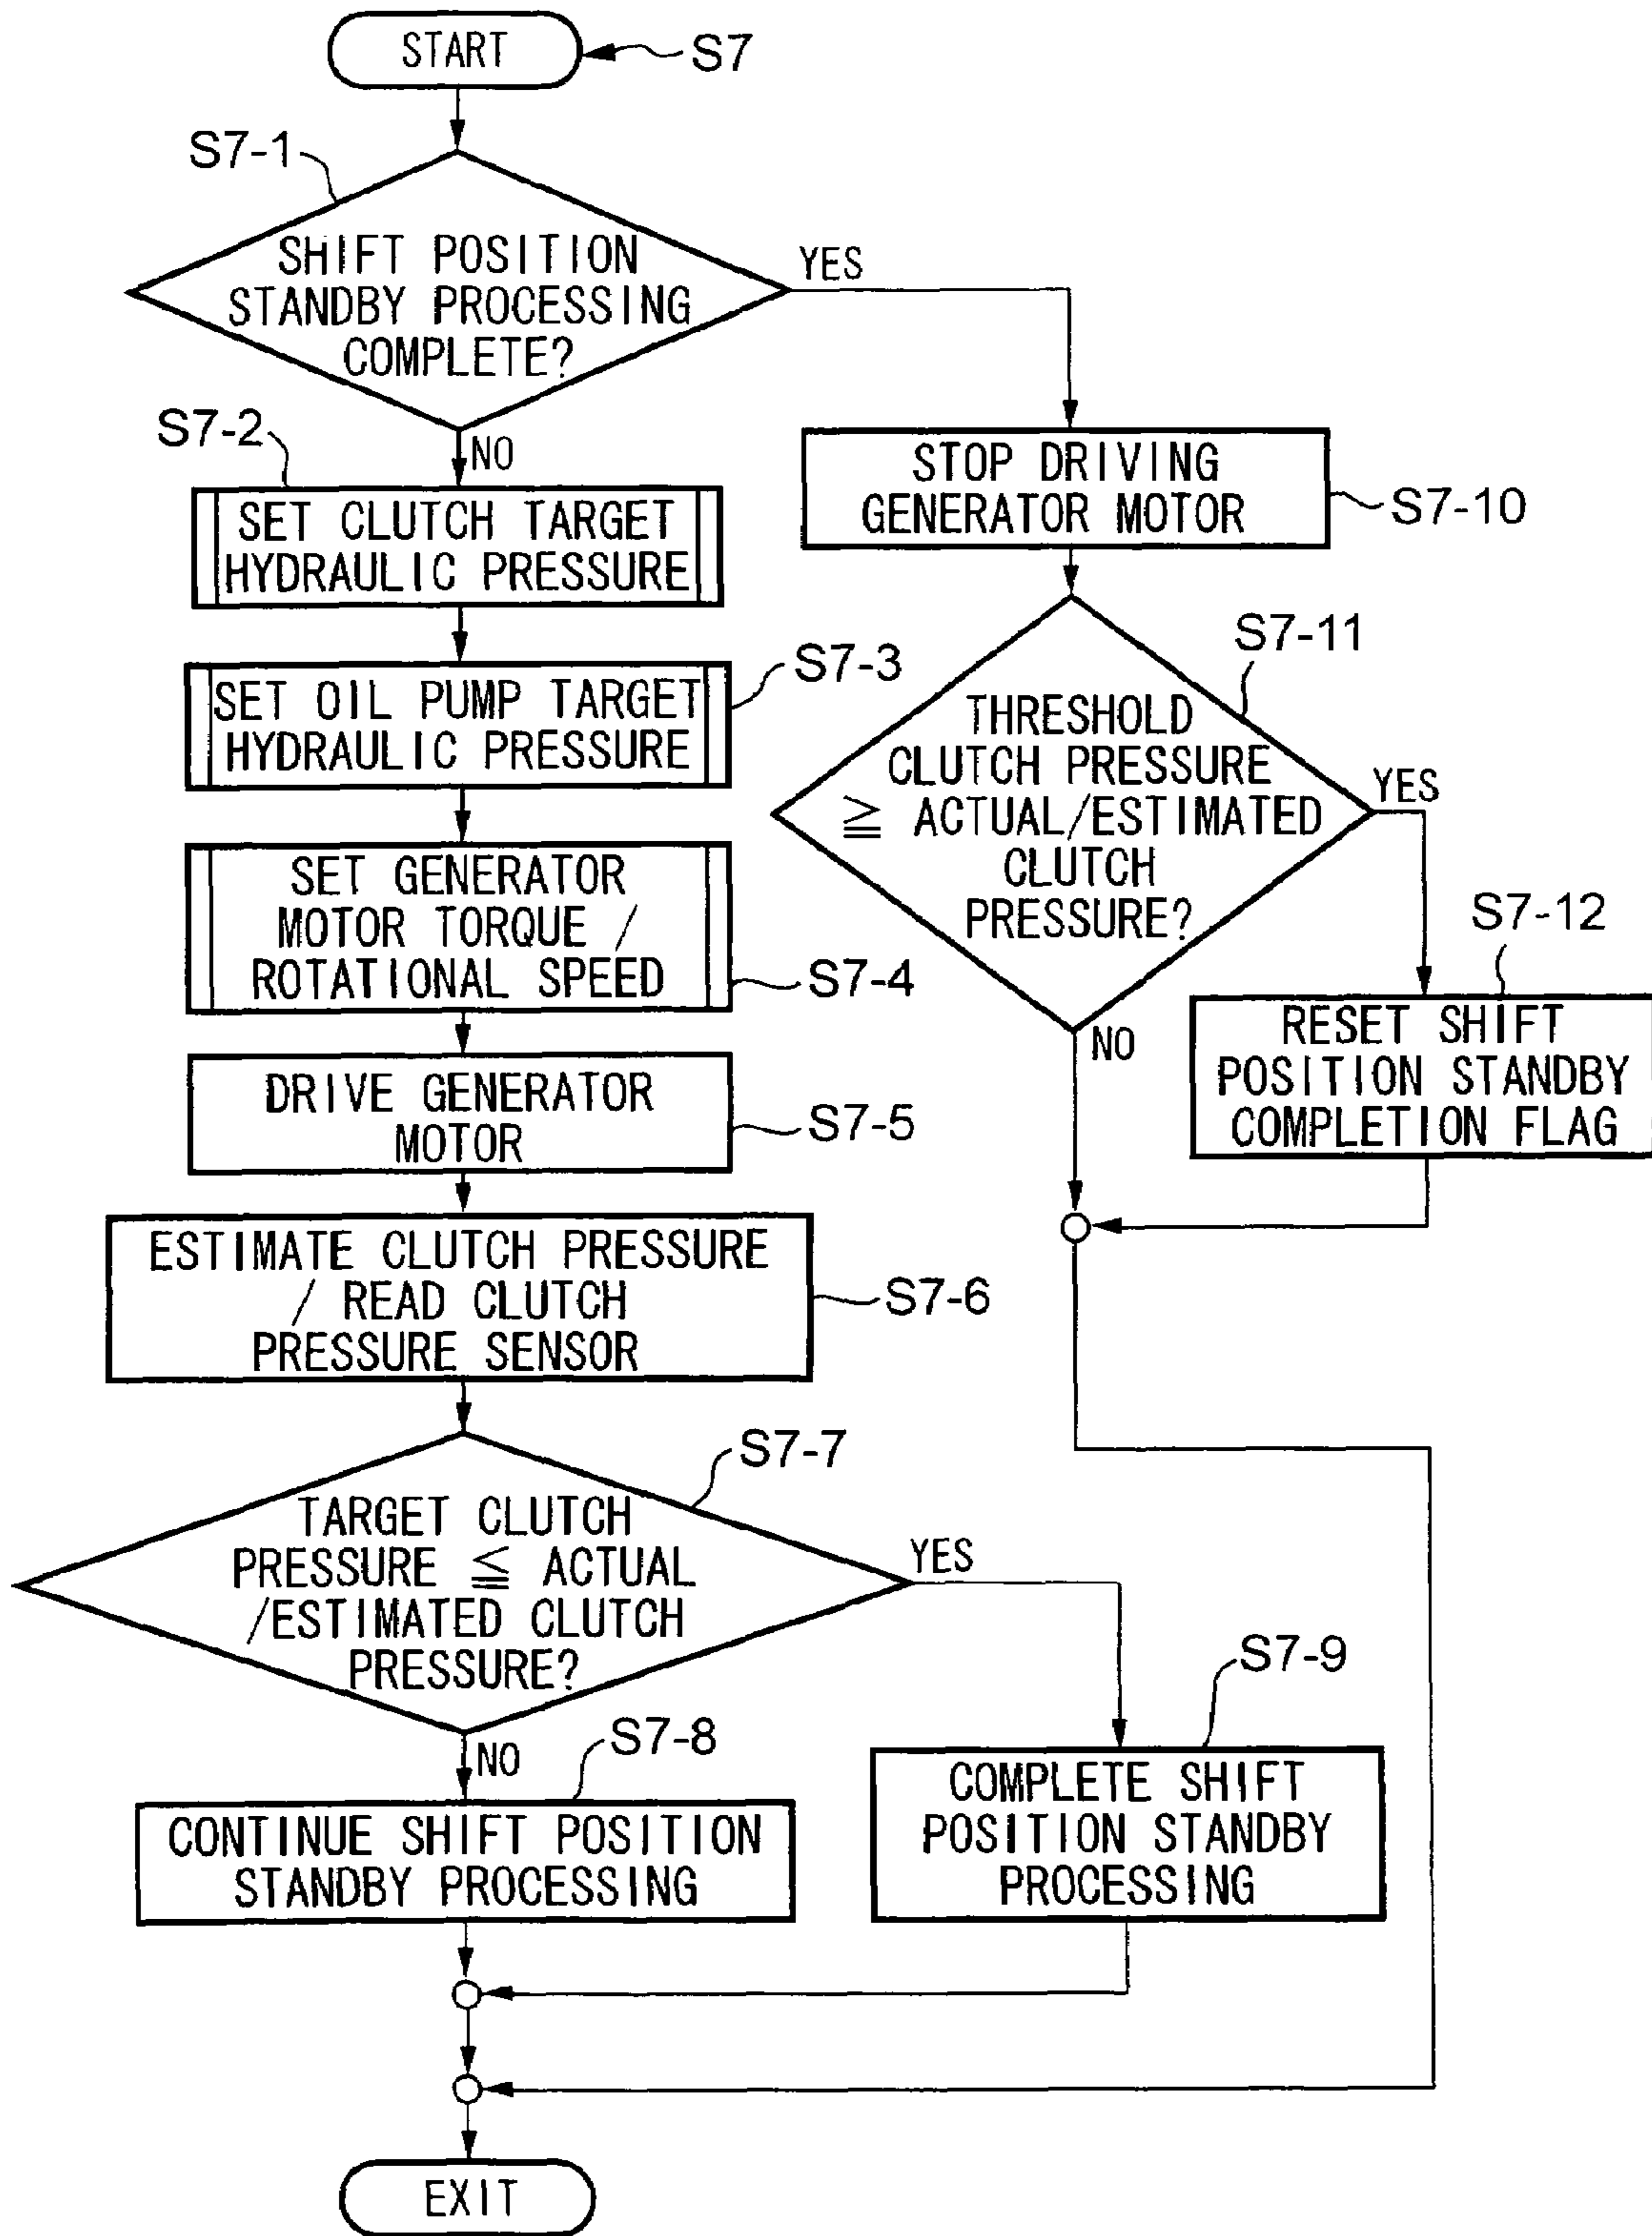 START
S7
S7-1
SHIFT POSITION
STANDBY PROCESSING
COMPLETE?
YES
NO
S7-2
SET CLUTCH TARGET
HYDRAULIC PRESSURE
S7-3
SET OIL PUMP TARGET
HYDRAULIC PRESSURE
SET GENERATOR
MOTOR TORQUE /
ROTATIONAL SPEED
S7-4
DRIVE GENERATOR
MOTOR
S7-5
ESTIMATE CLUTCH PRESSURE
/ READ CLUTCH
PRESSURE SENSOR
S7-6
S7-7
TARGET CLUTCH
PRESSURE ≦ ACTUAL
/ESTIMATED CLUTCH
PRESSURE?
YES
NO
S7-8
CONTINUE SHIFT POSITION
STANDBY PROCESSING
S7-9
COMPLETE SHIFT
POSITION STANDBY
PROCESSING
STOP DRIVING
GENERATOR MOTOR
S7-10
S7-11
THRESHOLD
CLUTCH PRESSURE
≧ ACTUAL/ESTIMATED
CLUTCH
PRESSURE?
YES
NO
S7-12
RESET SHIFT
POSITION STANDBY
COMPLETION FLAG
EXIT